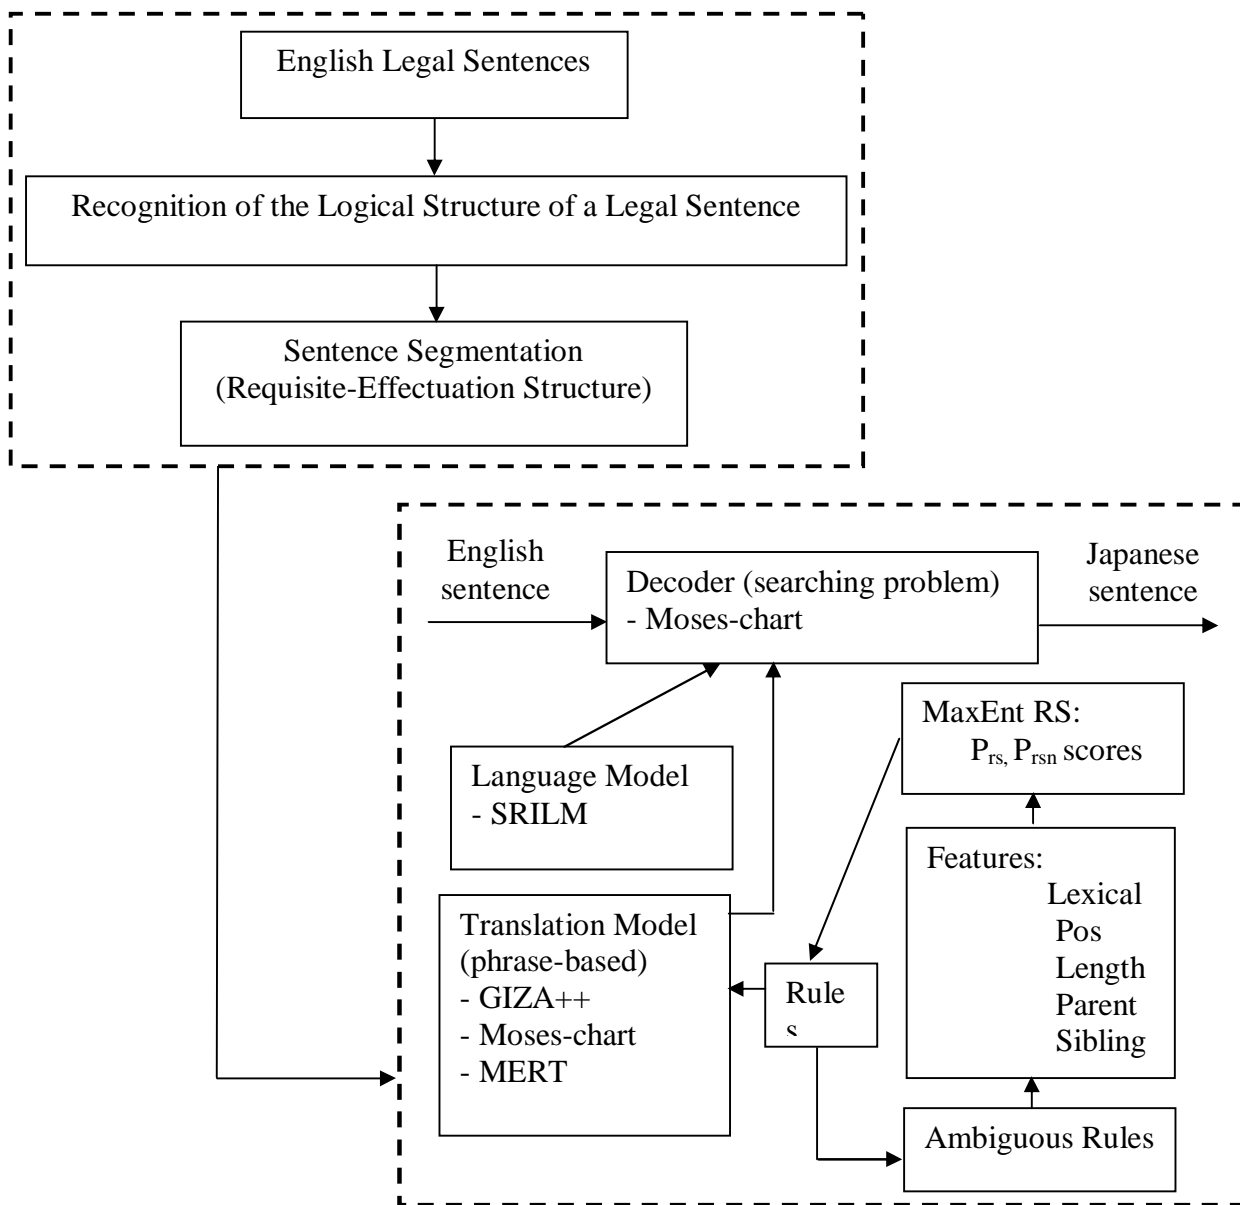 English Legal Sentences
Recognition of the Logical Structure of a Legal Sentence
Sentence Segmentation
(Requisite-Effectuation Structure)
English
sentence
Decoder (searching problem)
- Moses-chart
Japanese
sentence
MaxEnt RS:
Prs, Prsn scores
Language Model
- SRILM
Features:
Lexical
Pos
Length
Parent
Sibling
Translation Model
(phrase-based)
- GIZA++
- Moses-chart
- MERT
Rule
s
Ambiguous Rules